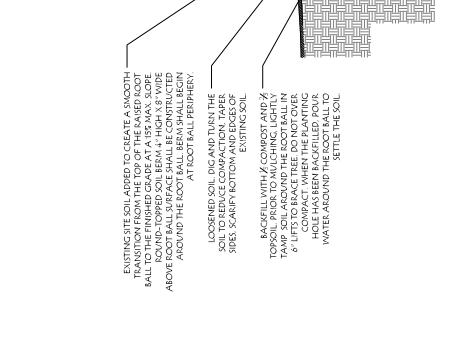 EXISTING SITE SOIL ADDED TO CREATE A SMOOTH
TRANSITION FROM THE TOP OF THE RAISED ROOT
BALL TO THE FINISHED GRADE AT A 15% MAX. SLOPE.
ROUND-TOPPED SOIL BERM 4" HIGH X 8" WIDE
ABOVE ROOT BALL SURFACE SHALL BE CONSTRUCTED
AROUND THE ROOT BALL. BERM SHALL BEGIN
AT ROOT BALL PERIPHERY.
LOOSENED SOIL. DIG AND TURN THE
SOIL TO REDUCE COMPACTION, TAPER
SIDES. SCARIFY BOTTOM AND EDGES OF
EXISTING SOIL.
BACKFILL WITH COMPOST AND
TOPSOIL. PRIOR TO MULCHING, LIGHTLY
TAMP SOIL AROUND THE ROOT BALL IN
6" LIFTS TO BRACE TREE. DO NOT OVER
COMPACT. WHEN THE PLANTING
HOLE HAS BEEN BACKFILLED, POUR
WATER AROUND THE ROOT BALL TO
SETTLE THE SOIL.